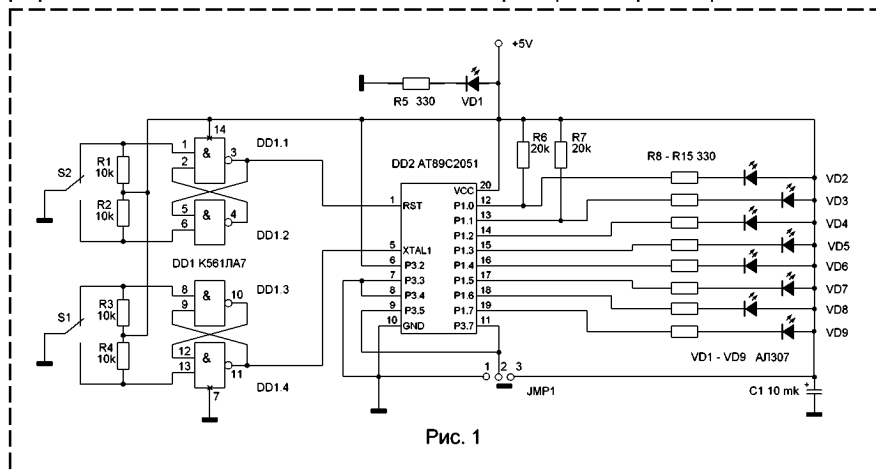 +5V
R5 330
VD1
14
DD1.1
1
2
&
3
S2
R1
10k
R2
10k
5
6
&
4
DD1.2
DD1 К561ЛА7
R6
20k
R7
20k
R8 - R15 330
DD2 AT89C2051
1 RST
5 XTAL1
6 P3.2
7 P3.3
8 P3.4
9 P3.5
10 GND
VCC 20
P1.0 12
P1.1 13
P1.2 14
P1.3 15
P1.4 16
P1.5 17
P1.6 18
P1.7 19
P3.7 11
VD2
VD3
VD4
VD5
VD6
VD7
VD8
VD9
S1
R3
10k
R4
10k
8
9
&
10
DD1.3
12
13
&
11
DD1.4
7
1 2 3
JMP1
VD1 - VD9 АЛ307
C1 10 mk
+
Рис. 1